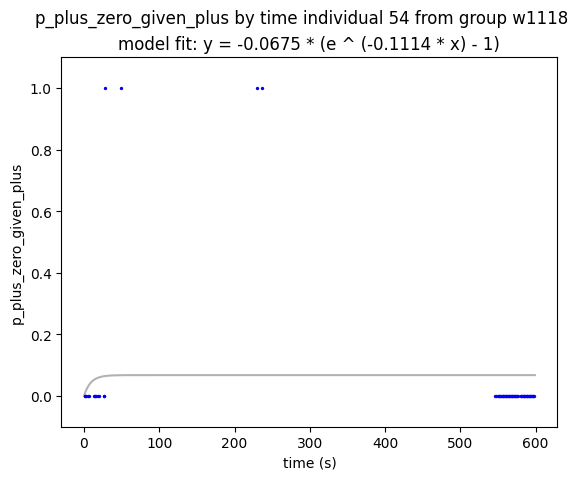 p_plus_zero_given_plus by time individual 54 from group w1118
model fit: y = -0.0675 * (e ^ (-0.1114 * x) - 1)
1.0
0.8
0.6
0.4
0.2
0.0
p_plus_zero_given_plus
0 100 200 300 400 500 600
time (s)